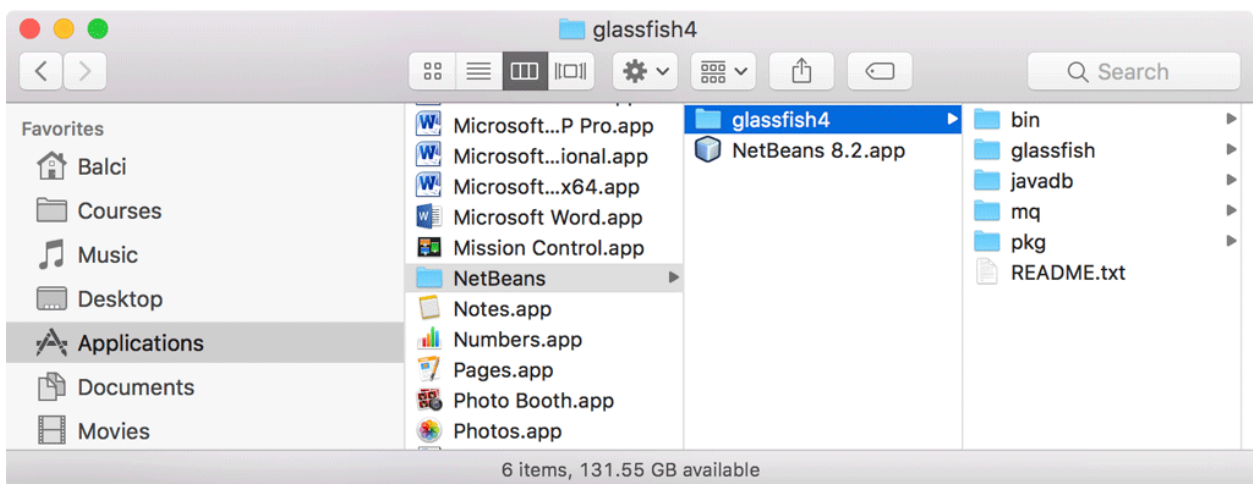 glassfish4
Search
Favorites
Balci
Courses
Music
Desktop
Applications
Documents
Movies
Microsoft...P Pro.app
Microsoft...ional.app
Microsoft...x64.app
Microsoft Word.app
Mission Control.app
NetBeans
Notes.app
Numbers.app
Pages.app
Photo Booth.app
Photos.app
glassfish4
NetBeans 8.2.app
bin
glassfish
javadb
mq
pkg
README.txt
6 items, 131.55 GB available